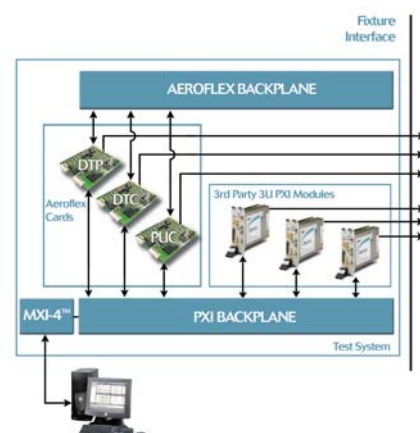 Fixture
Interface
AEROFLEX BACKPLANE
DTP
DTC
PLIC
Aeroflex
Cards
3rd Party 3U PXI Modules
MXI-4™
PXI BACKPLANE
Test System